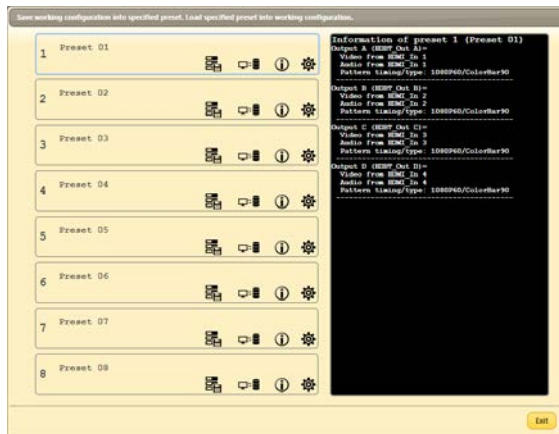 Save working configuration into specified preset. Load specified preset into working configuration.
1 Preset 01
2 Preset 02
3 Preset 03
4 Preset 04
5 Preset 05
6 Preset 06
7 Preset 07
8 Preset 08
Information of preset 1 (Preset 01)
Output A (HDBT_Out A)=
Video from HDMI_In 1
Audio from HDMI_In 1
Pattern timing/type: 1080P60/ColorBar90
Output B (HDBT_Out B)=
Video from HDMI_In 2
Audio from HDMI_In 2
Pattern timing/type: 1080P60/ColorBar90
Output C (HDBT_Out C)=
Video from HDMI_In 3
Audio from HDMI_In 3
Pattern timing/type: 1080P60/ColorBar90
Output D (HDBT_Out D)=
Video from HDMI_In 4
Audio from HDMI_In 4
Pattern timing/type: 1080P60/ColorBar90
Exit